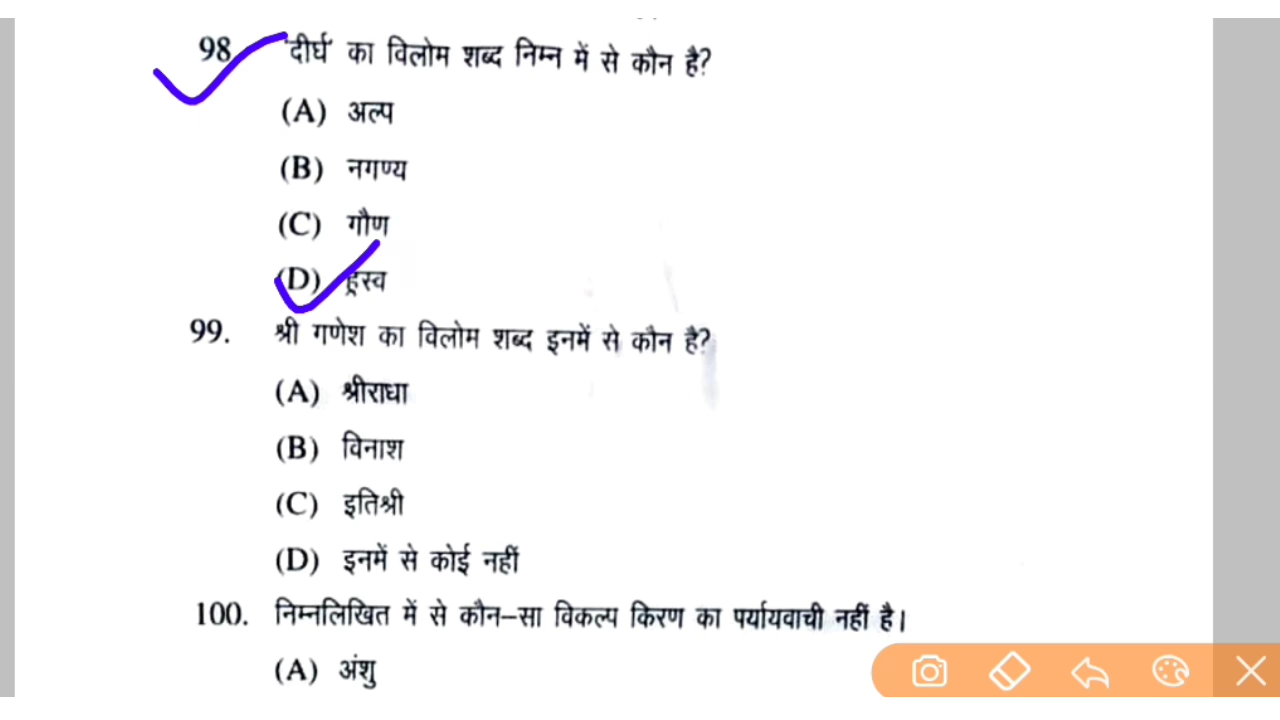 98. 'दीर्घ' का विलोम शब्द निम्न में से कौन है?
(A) अल्प
(B) नगण्य
(C) गौण
(D) ह्रस्व
99. श्री गणेश का विलोम शब्द इनमें से कौन है?
(A) श्रीराधा
(B) विनाश
(C) इतिश्री
(D) इनमें से कोई नहीं
100. निम्नलिखित में से कौन-सा विकल्प किरण का पर्यायवाची नहीं है।
(A) अंशु